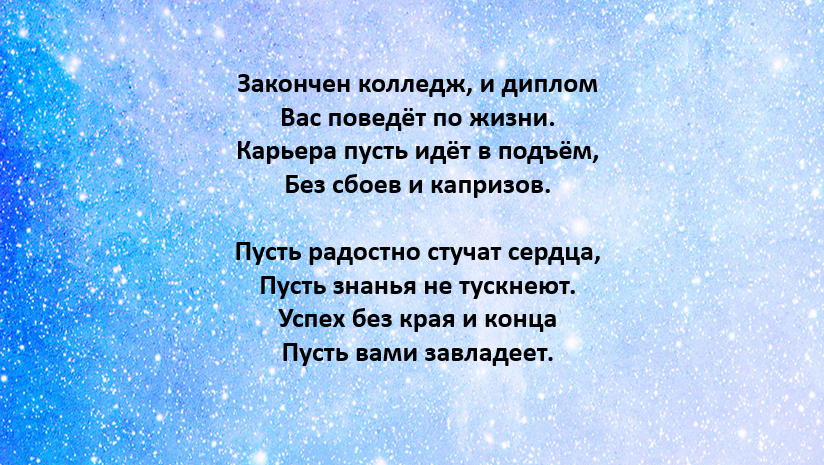 Закончен колледж, и диплом
Вас поведёт по жизни.
Карьера пусть идёт в подъём,
Без сбоев и капризов.
Пусть радостно стучат сердца,
Пусть знанья не тускнеют.
Успех без края и конца
Пусть вами завладеет.